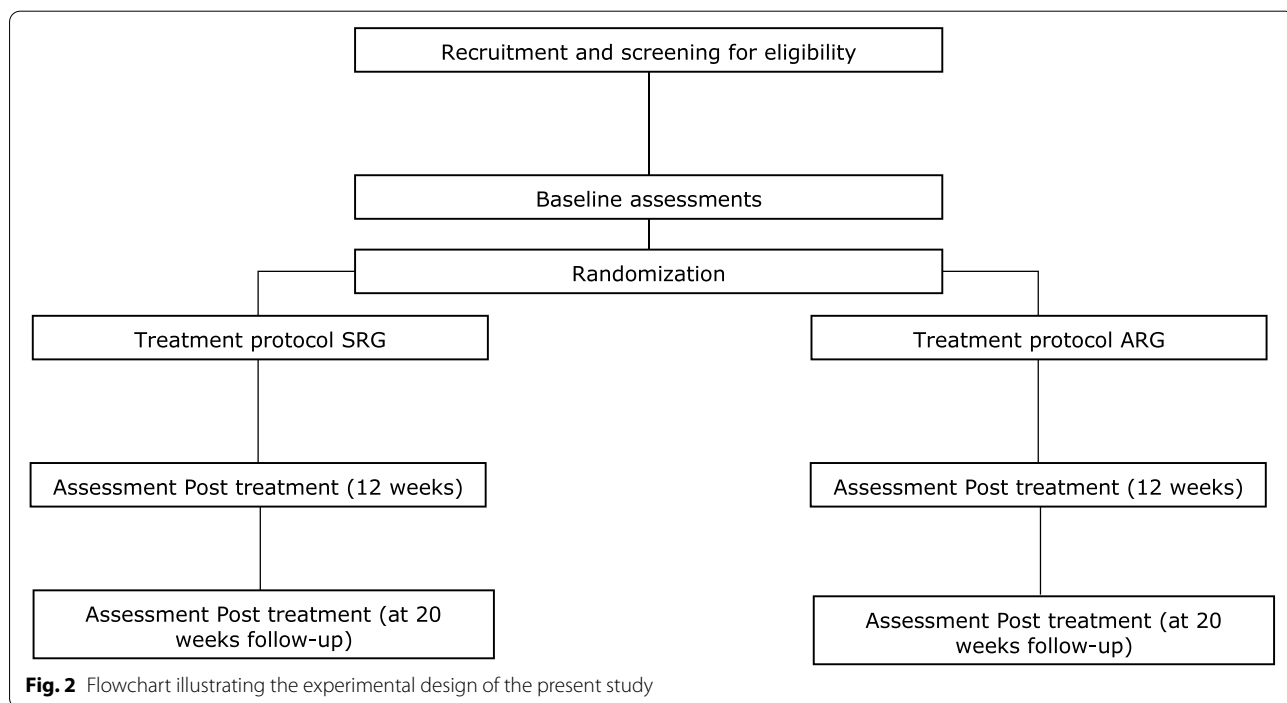 Recruitment and screening for eligibility
Baseline assessments
Randomization
Treatment protocol SRG
Treatment protocol ARG
Assessment Post treatment (12 weeks)
Assessment Post treatment (12 weeks)
Assessment Post treatment (at 20
weeks follow-up)
Assessment Post treatment (at 20
weeks follow-up)
Fig. 2 Flowchart illustrating the experimental design of the present study